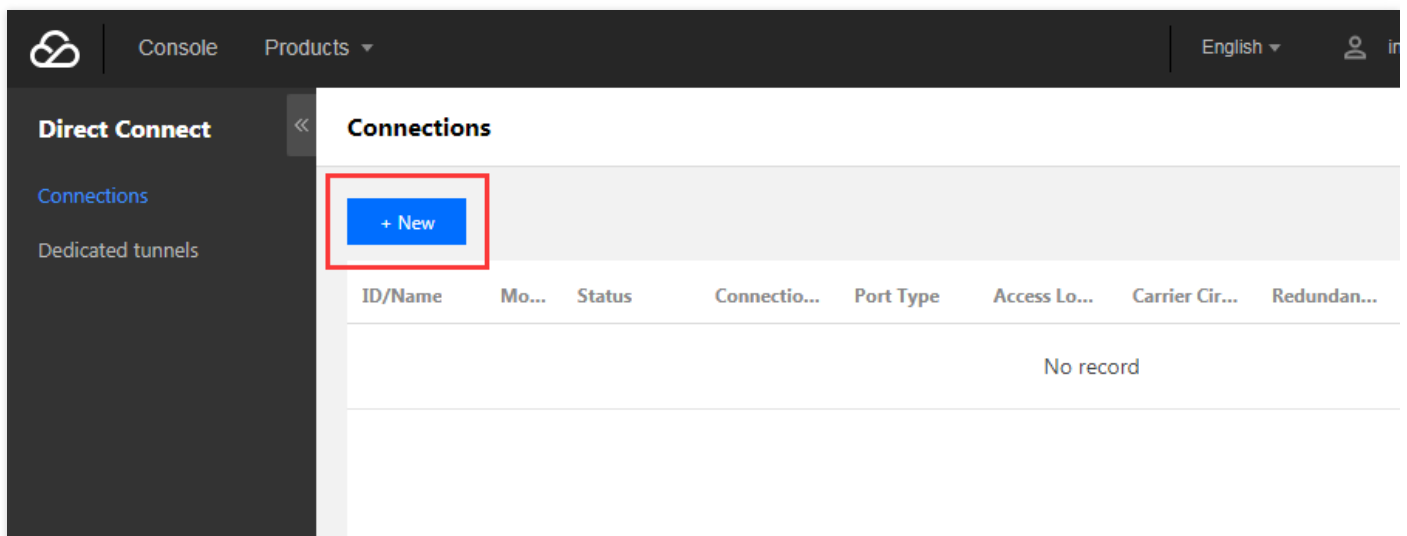 Console Products English in
Direct Connect Connections
Connections
+ New
Dedicated tunnels
ID/Name Mo... Status Connectio... Port Type Access Lo... Carrier Cir... Redundan...
No record